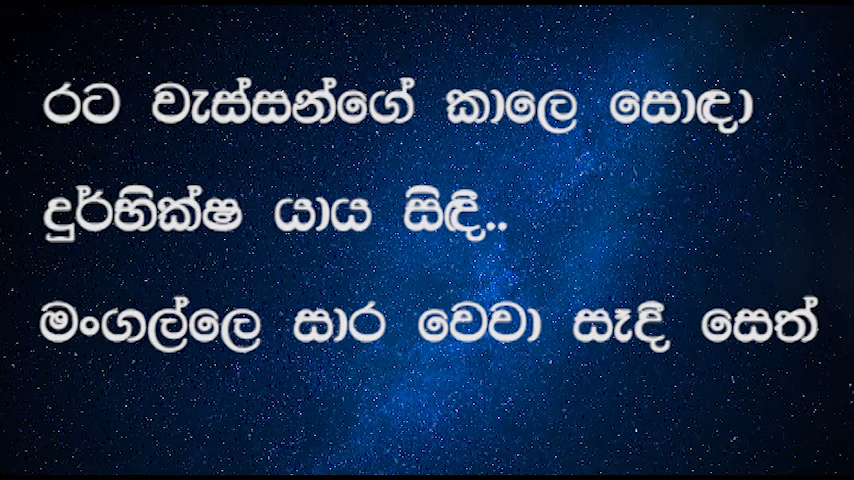 රට වැස්සන්ගේ කාලෙ සොඳා
දුර්භික්ෂ යාය සිඳි..
මංගල්ලෙ සාර වෙවා සෑදී සෙත්